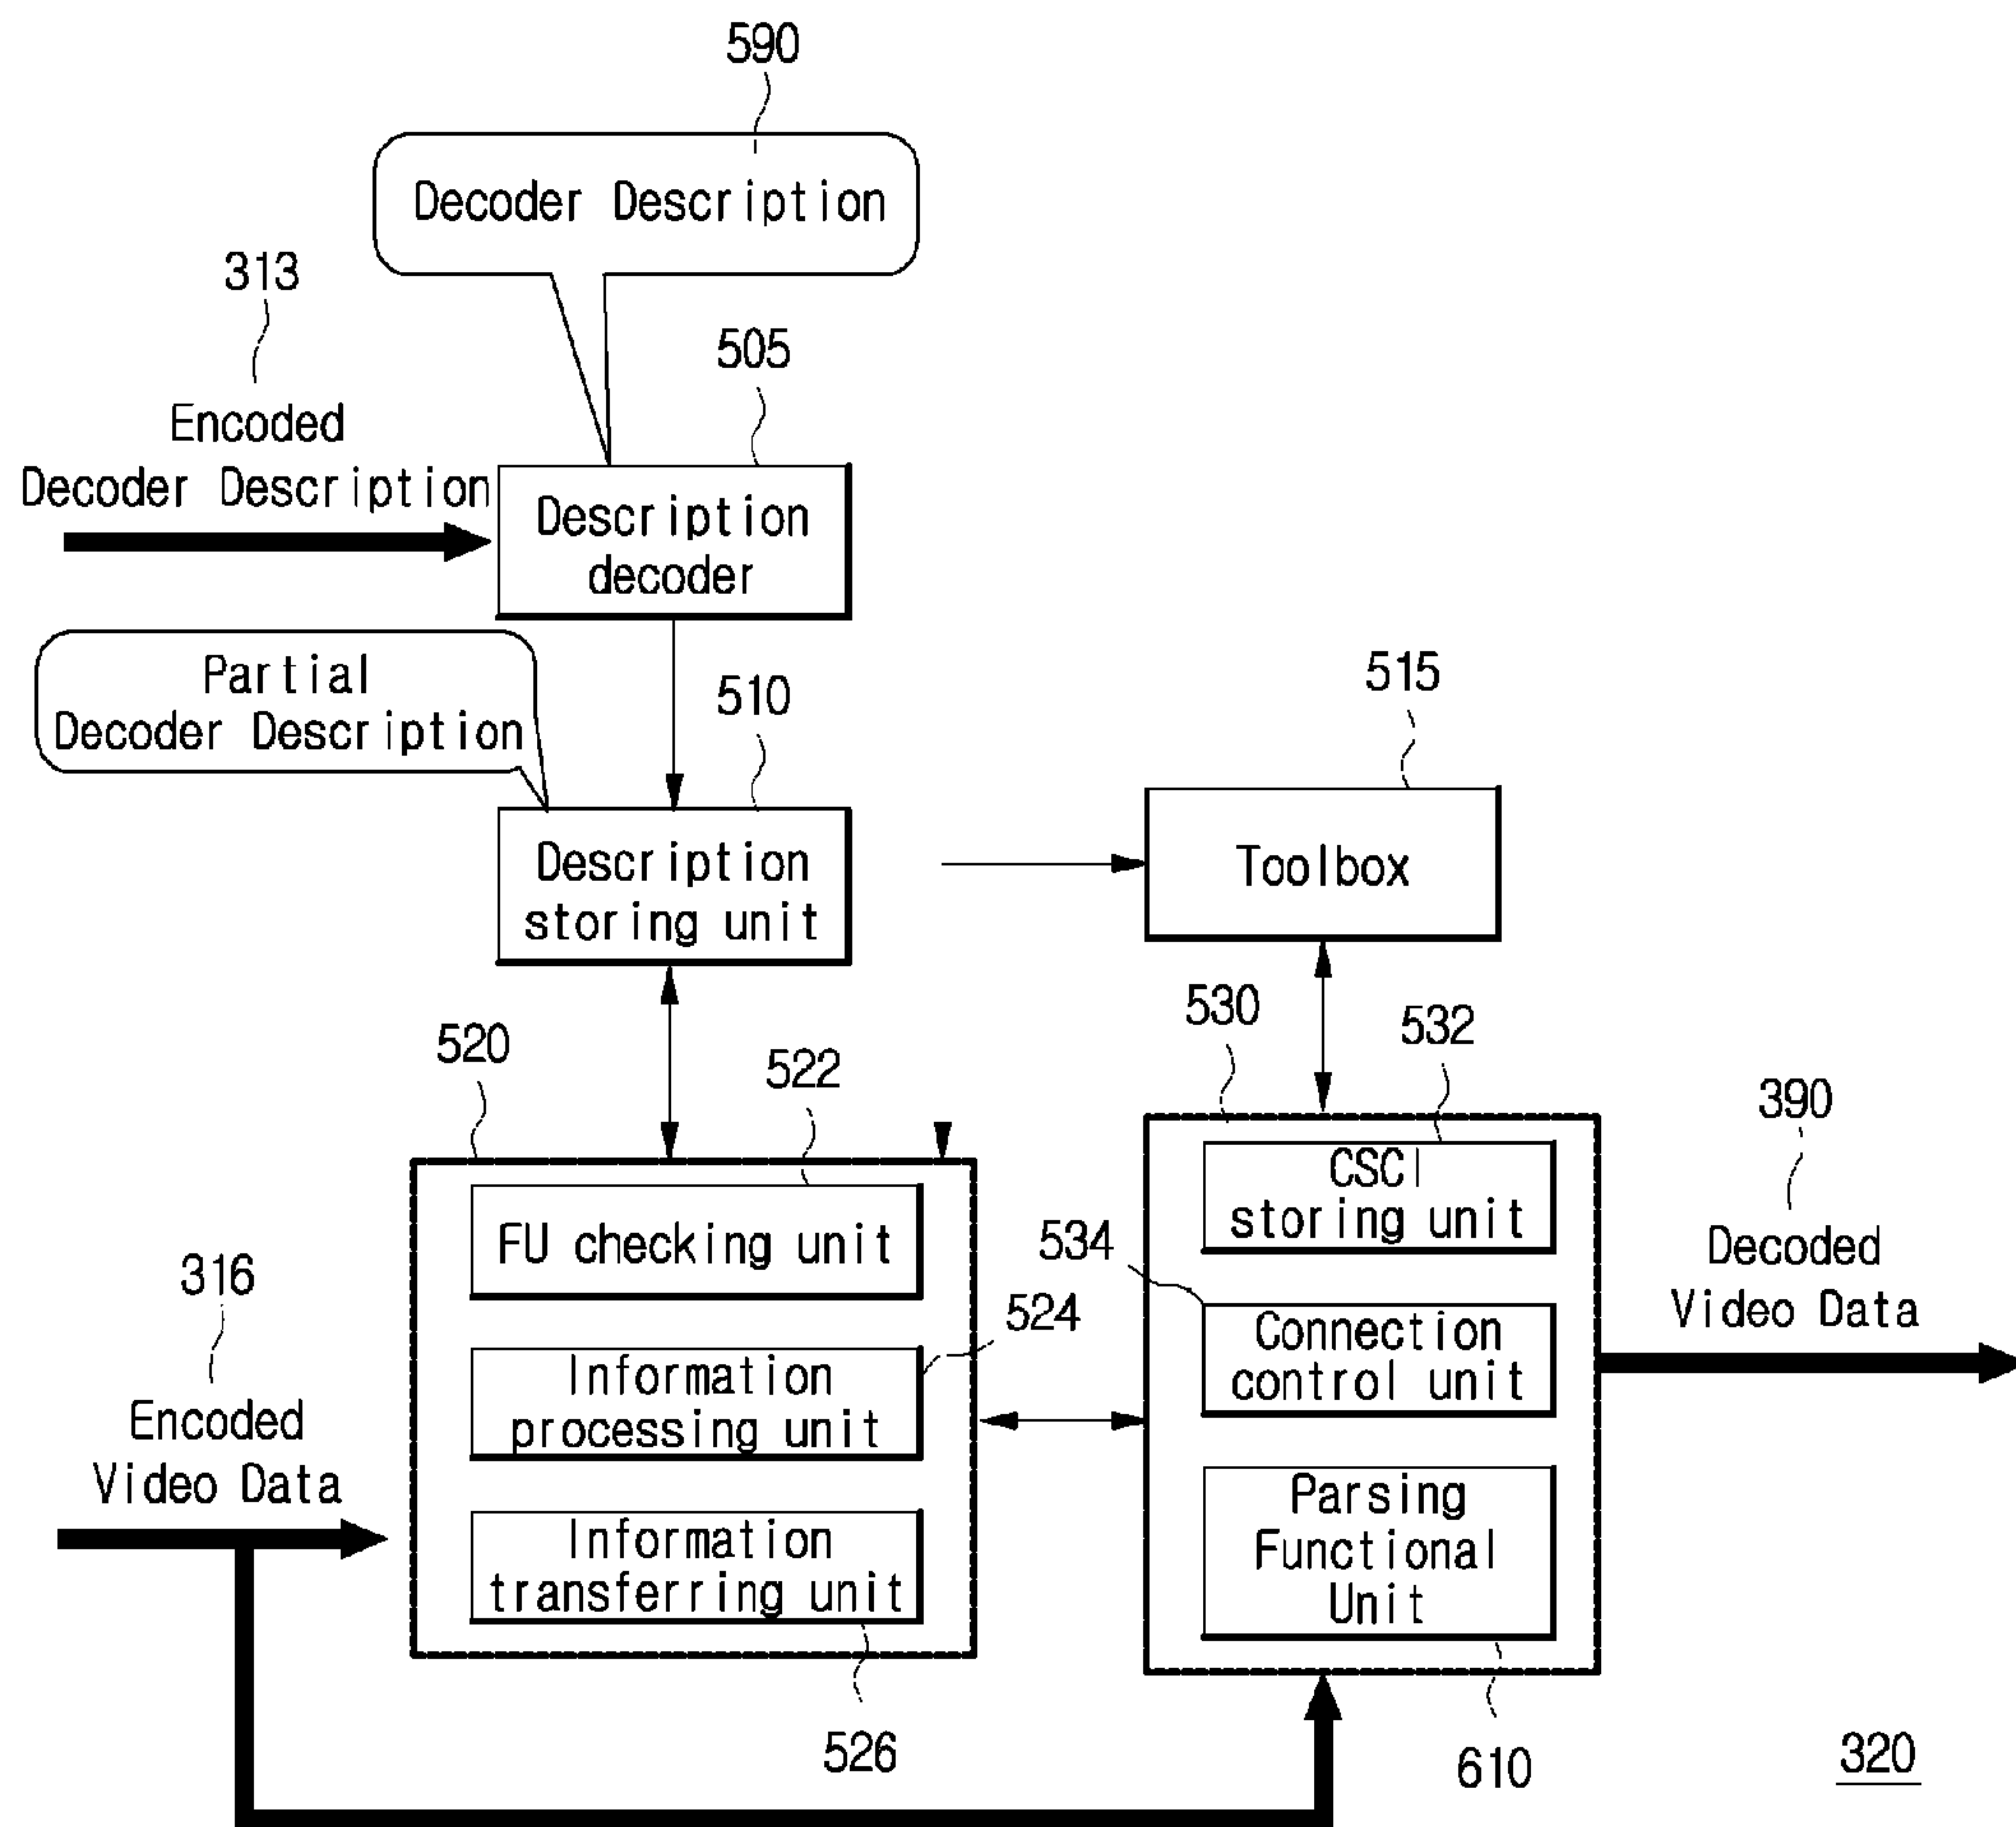 590
Decoder Description
313
505
Encoded
Decoder Description
Description
decoder
Partial
Decoder Description
510
515
Description
storing unit
Toolbox
520
522
530
532
390
FU checking unit
CSCI
storing unit
534
316
524
Decoded
Video Data
Information
processing unit
Connection
control unit
Encoded
Video Data
Information
transferring unit
Parsing
Functional
Unit
526
610
320